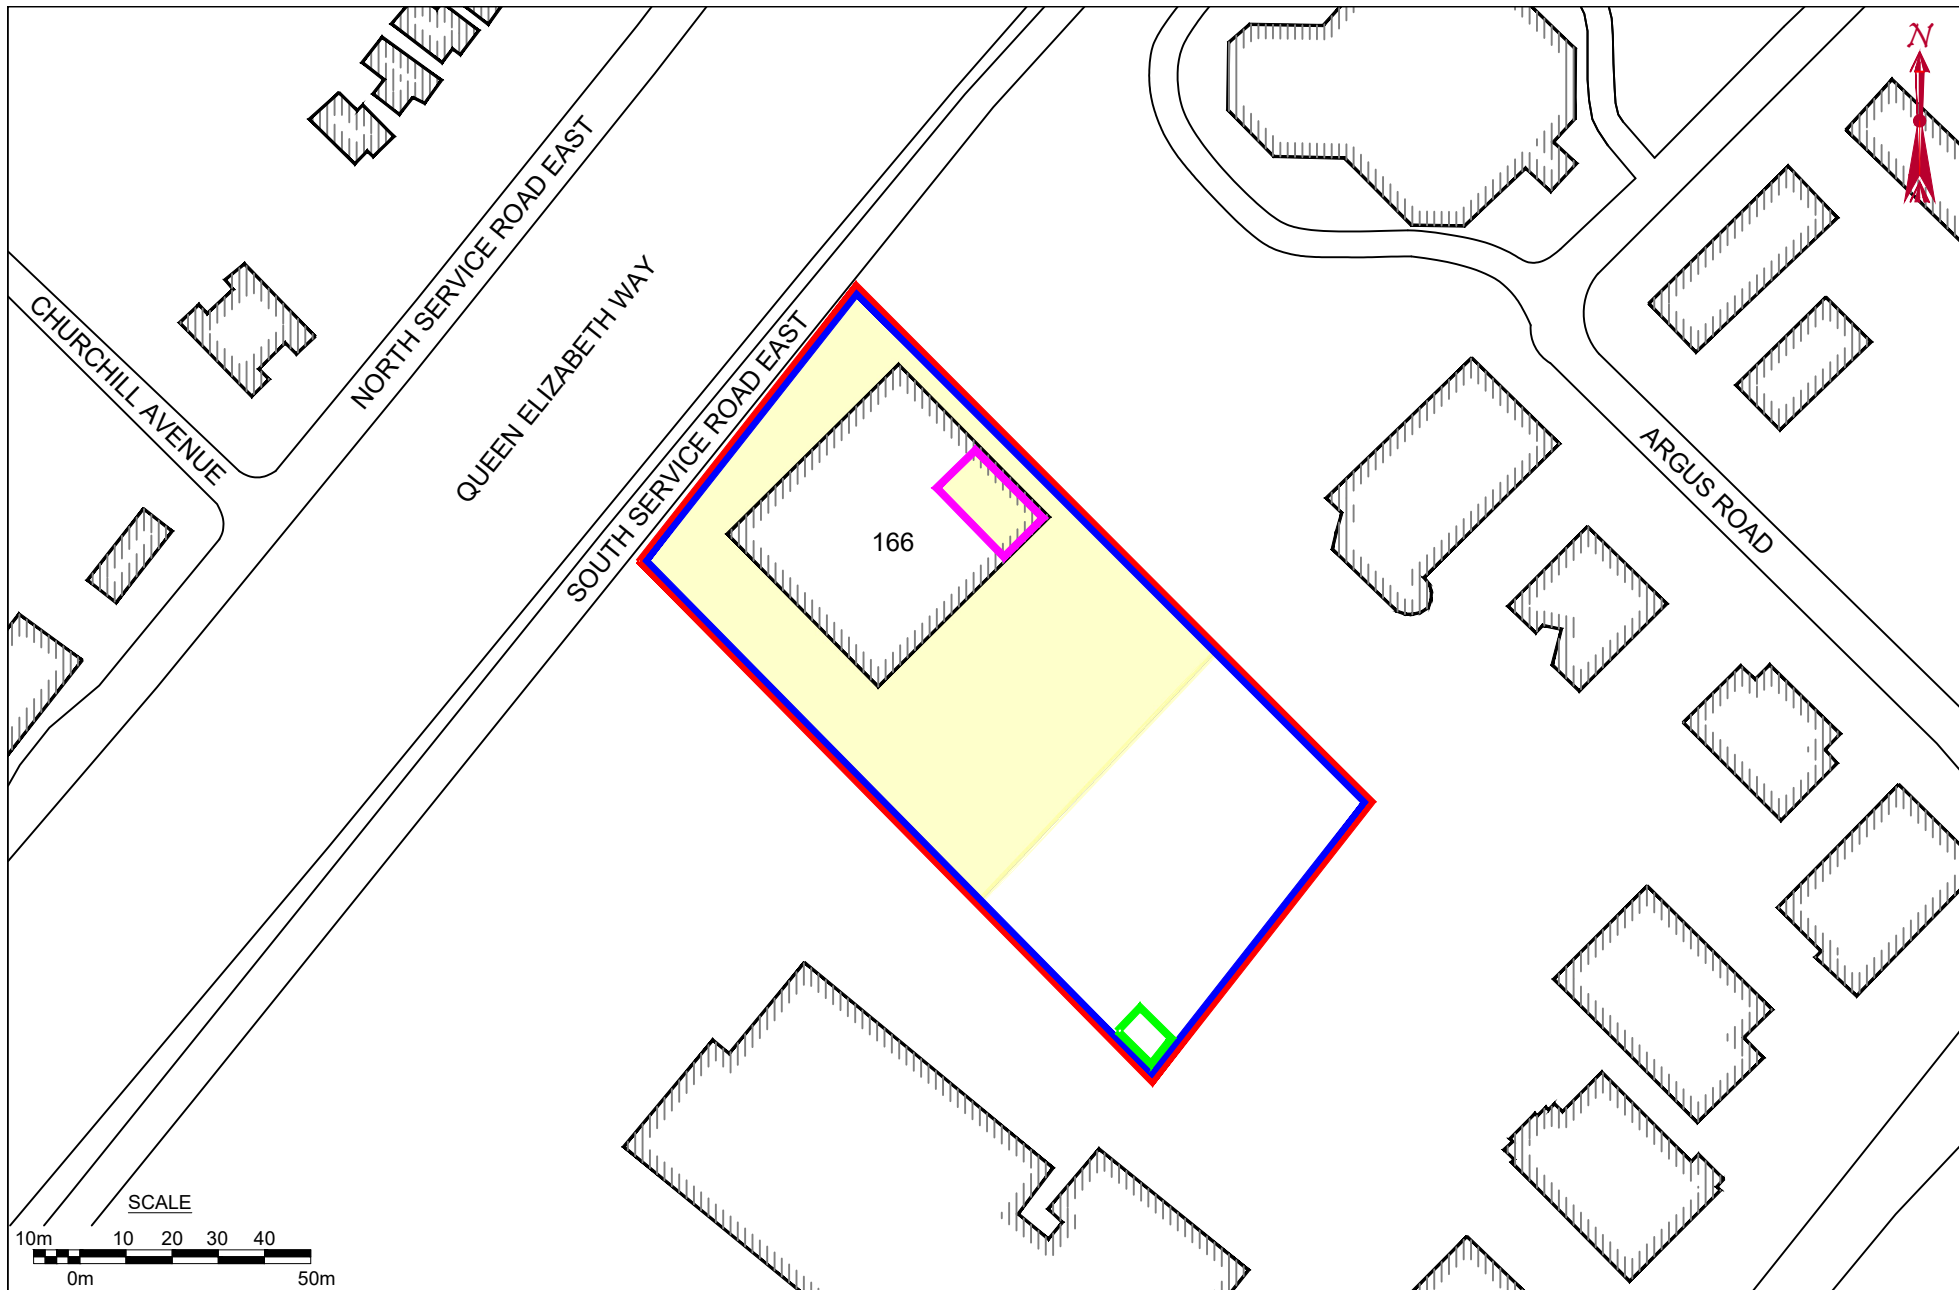 N
NORTH SERVICE ROAD EAST
CHURCHILL AVENUE
QUEEN ELIZABETH WAY
SOUTH SERVICE ROAD EAST
ARGUS ROAD
166
SCALE
10m 10 20 30 40
0m 50m